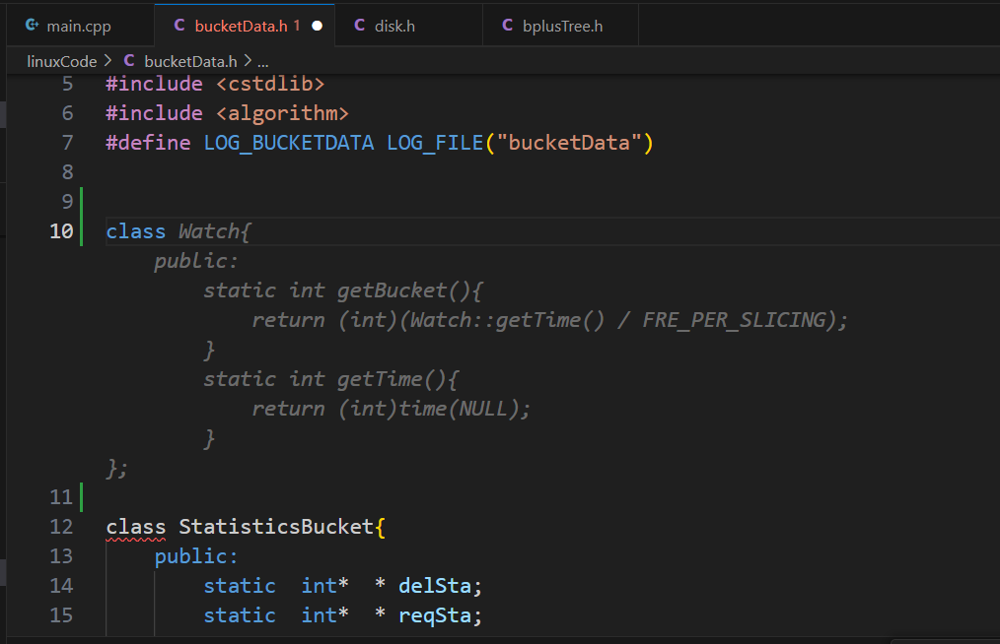 main.cpp bucketData.h 1 disk.h bplusTree.h
linuxCode > bucketData.h > ...
5 #include <cstdlib>
6 #include <algorithm>
7 #define LOG_BUCKETDATA LOG_FILE("bucketData")
8
9
10 class Watch{
public:
static int getBucket(){
return (int)(Watch::getTime() / FRE_PER_SLICING);
}
static int getTime(){
return (int)time(NULL);
}
};
11
12 class StatisticsBucket{
13 public:
14 static  int*  * delSta;
15 static  int*  * reqSta;